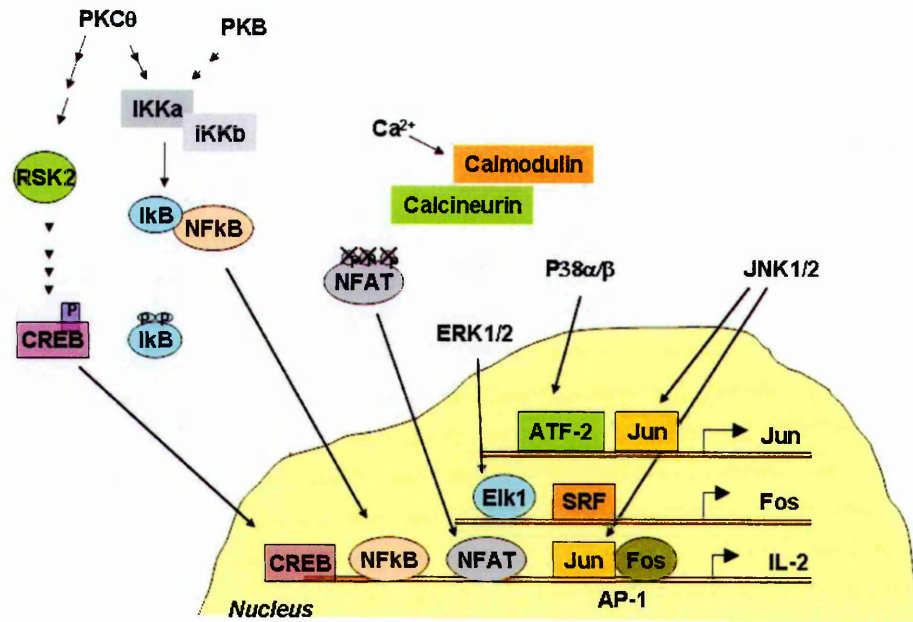 PKCθ
PKB
IKKa
iKKb
Ca²⁺
Calmodulin
RSK2
Calcineurin
IkB
NFkB
P P P
NFAT
P38α/β
JNK1/2
P
CREB
P P
IkB
ERK1/2
ATF-2
Jun
Jun
Elk1
SRF
Fos
CREB
NFkB
NFAT
Jun
Fos
IL-2
AP-1
Nucleus